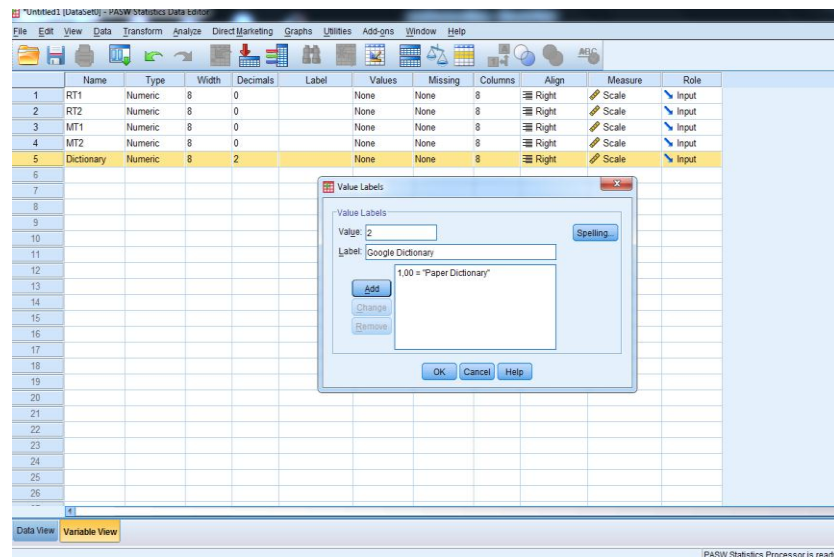 *Untitled1 [DataSet0] - PASW Statistics Data Editor
File Edit View Data Transform Analyze Direct Marketing Graphs Utilities Add-ons Window Help
Name Type Width Decimals Label Values Missing Columns Align Measure Role
1 RT1 Numeric 8 0 None None 8 Right Scale Input
2 RT2 Numeric 8 0 None None 8 Right Scale Input
3 MT1 Numeric 8 0 None None 8 Right Scale Input
4 MT2 Numeric 8 0 None None 8 Right Scale Input
5 Dictionary Numeric 8 2 None None 8 Right Scale Input
6
7
8
9
10
11
12
13
14
15
16
17
18
19
20
21
22
23
24
25
26
Value Labels
Value Labels
Value: 2
Spelling...
Label: Google Dictionary
1,00 = "Paper Dictionary"
Add
Change
Remove
OK Cancel Help
Data View Variable View
PASW Statistics Processor is ready